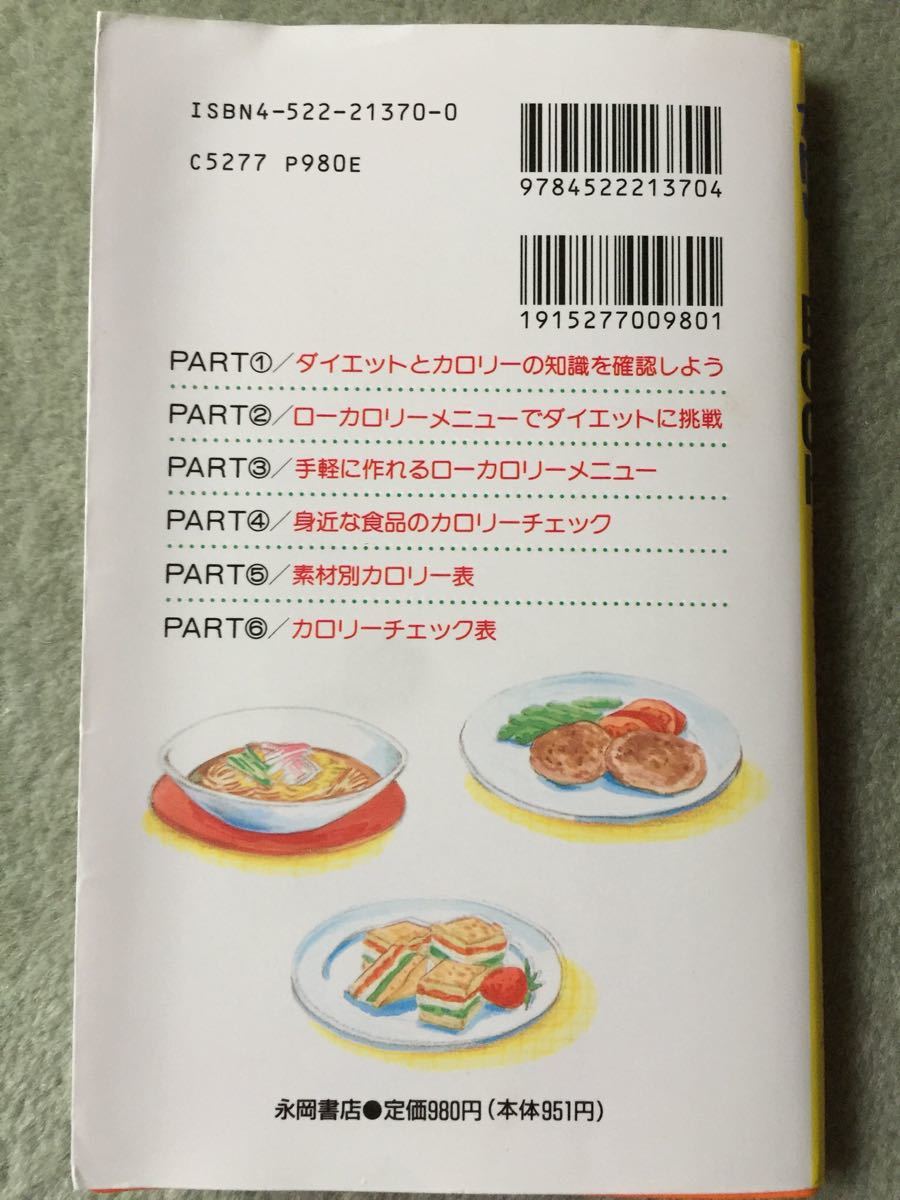 ISBN4-522-21370-0
C5277 P980E
9784522213704
1915277009801
PART①/ダイエットとカロリーの知識を確認しよう
PART②/ローカロリーメニューでダイエットに挑戦
PART③/手軽に作れるローカロリーメニュー
PART④/身近な食品のカロリーチェック
PART⑤/素材別カロリー表
PART⑥/カロリーチェック表
永岡書店●定価980円(本体951円)